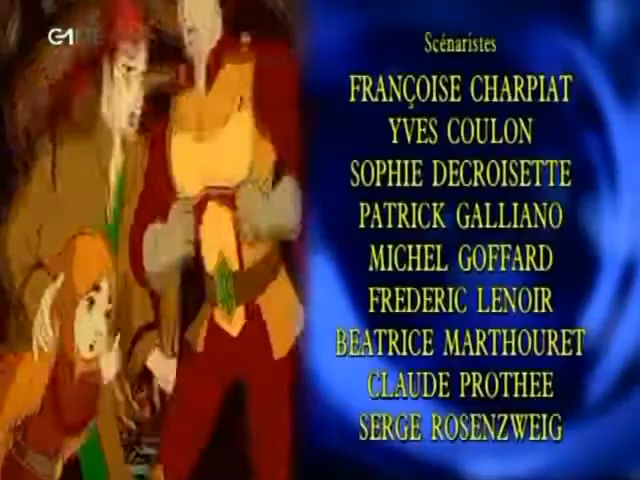 Scénaristes
FRANÇOISE CHARPIAT
YVES COULON
SOPHIE DECROISETTE
PATRICK GALLIANO
MICHEL GOFFARD
FREDERIC LENOIR
BEATRICE MARTHOURET
CLAUDE PROTHEE
SERGE ROSENZWEIG